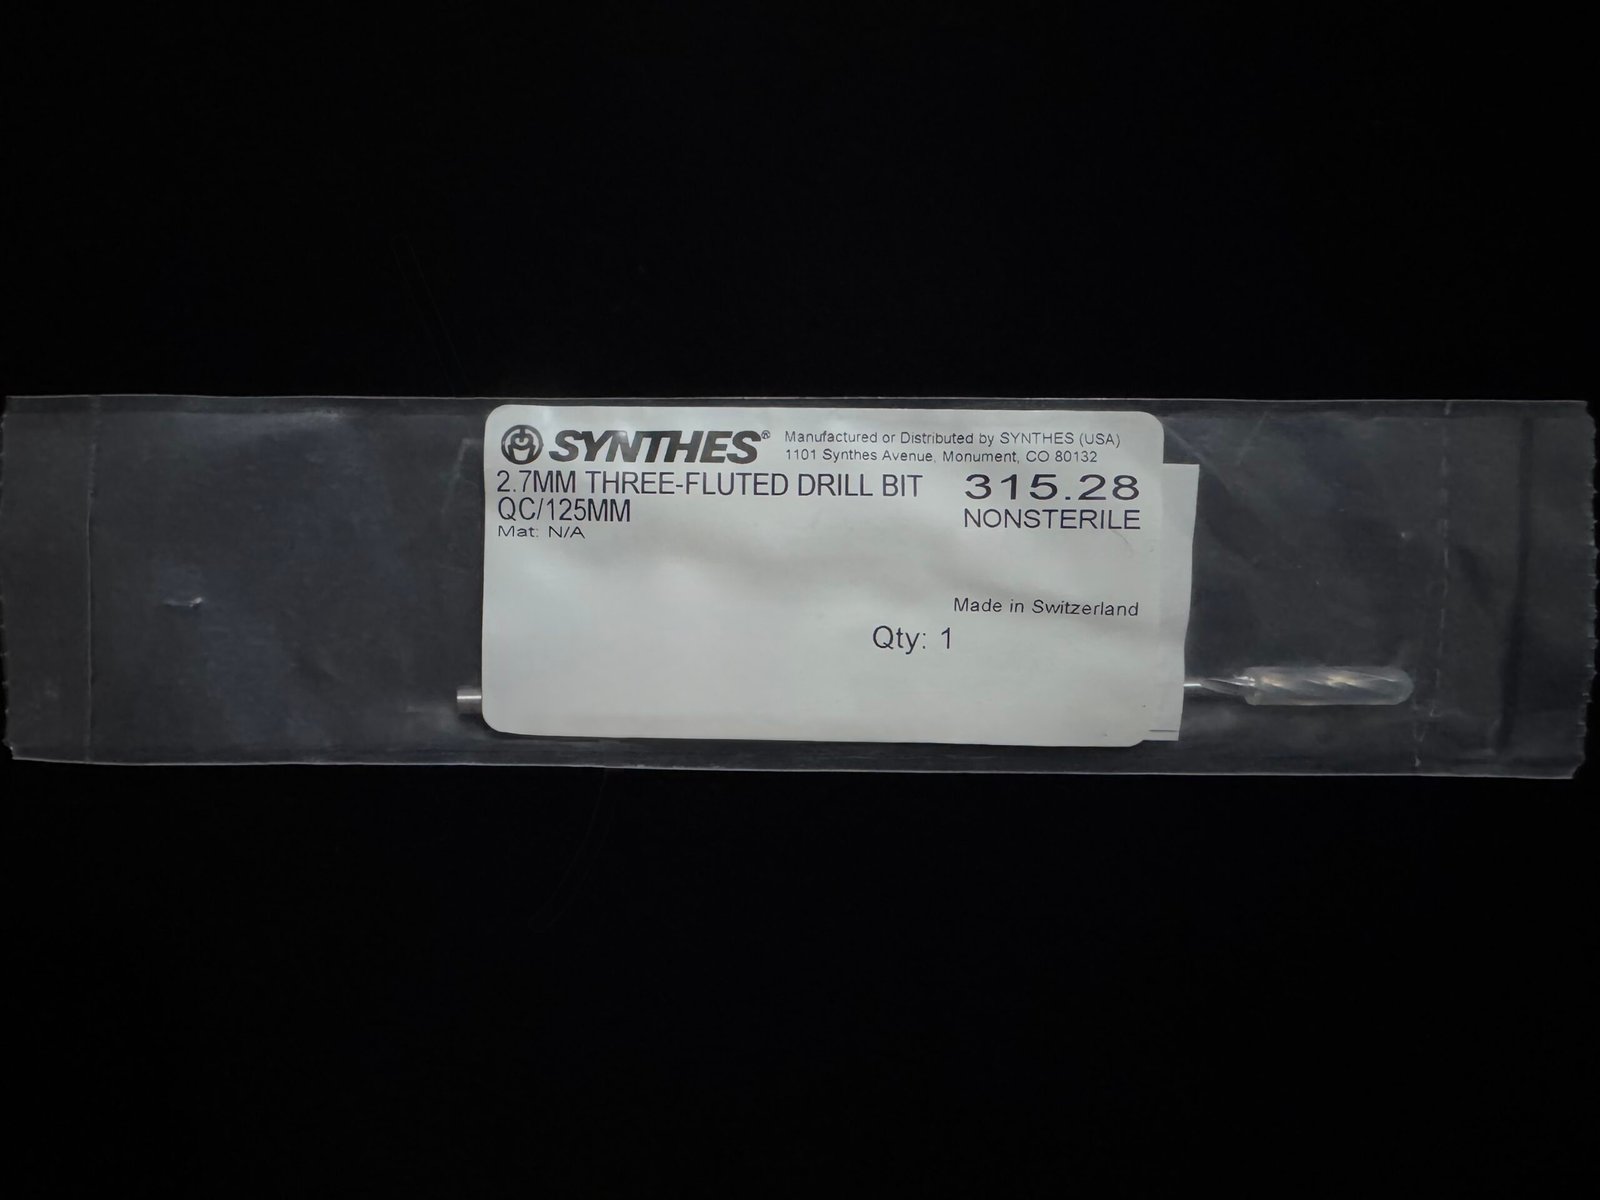 SYNTHES®
Manufactured or Distributed by SYNTHES (USA)
1101 Synthes Avenue, Monument, CO 80132
2.7MM THREE-FLUTED DRILL BIT
315.28
QC/125MM
NONSTERILE
Mat: N/A
Made in Switzerland
Qty: 1